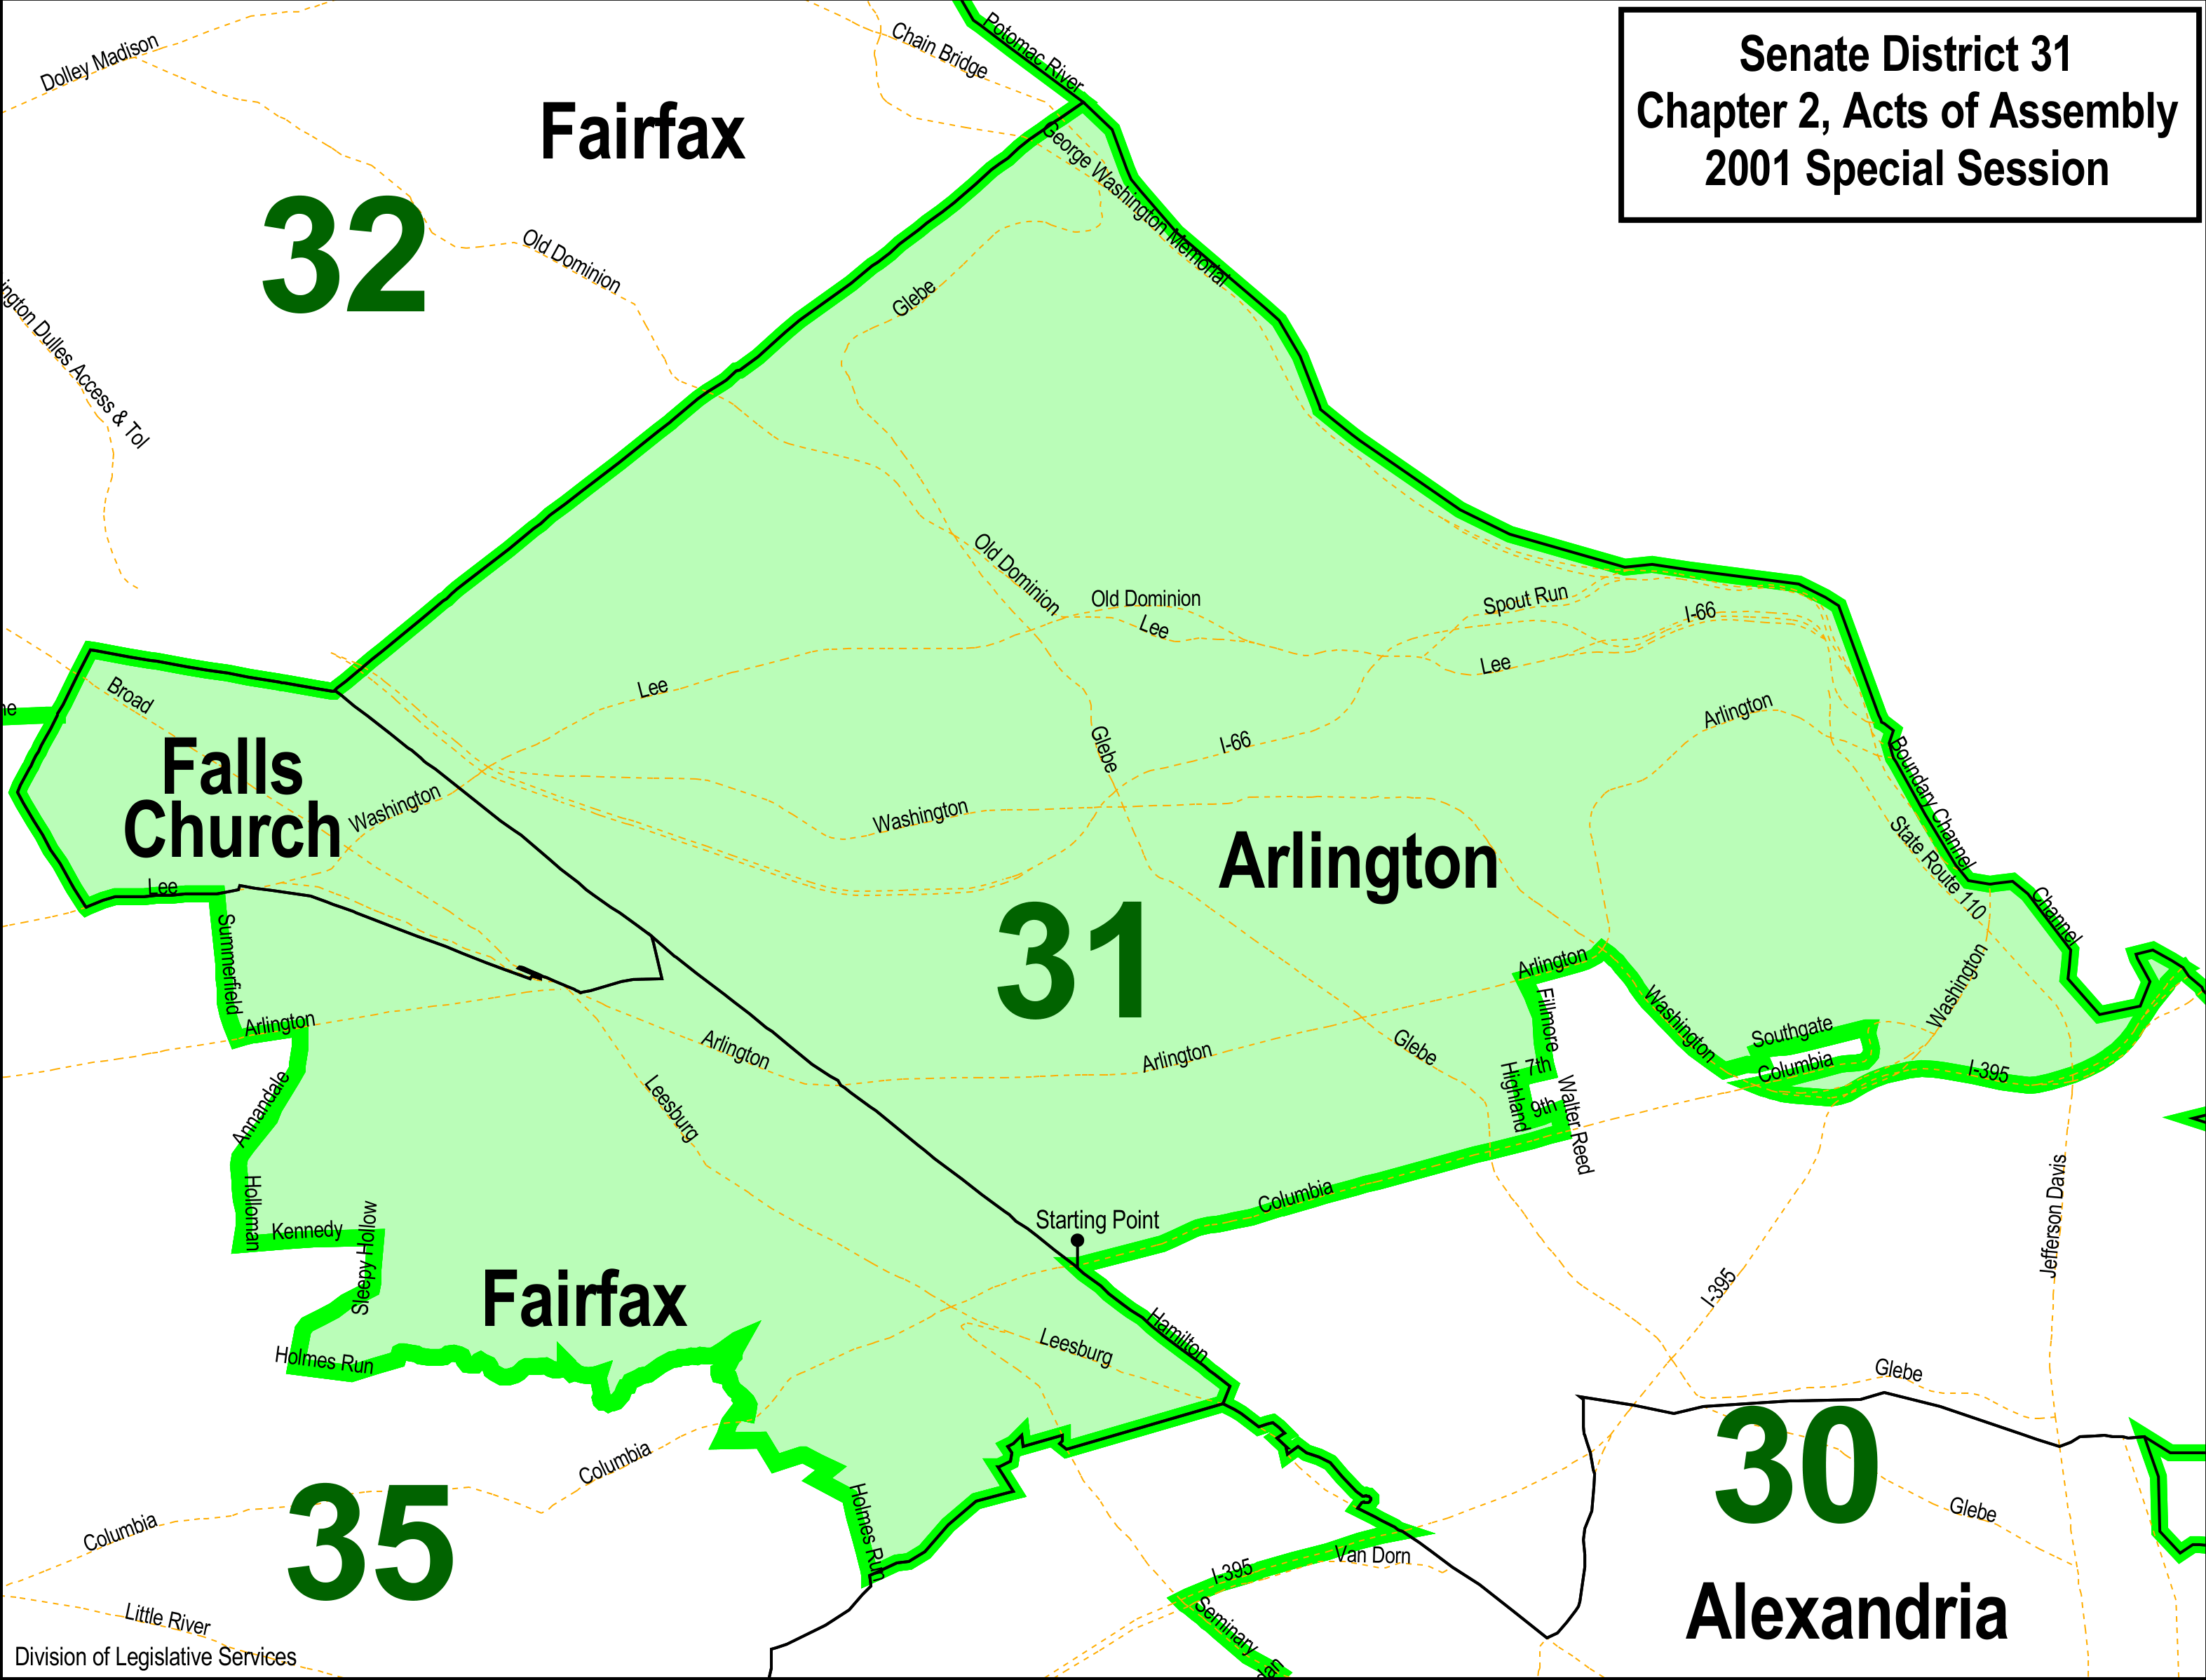 Senate District 31
Chapter 2, Acts of Assembly
2001 Special Session
Potomac River
Chain Bridge
Dolley Madison
Fairfax
George Washington Memorial
32
Old Dominion
Glebe
ington Dulles Access & Tol
Old Dominion
Old Dominion
Lee
Spout Run
I-66
Lee
Lee
Broad
ne
Arlington
Glebe
I-66
Boundary Channel
Falls
Church
Washington
Washington
Arlington
State Route 110
Channel
Lee
Summerfield
31
Arlington
Fillmore
Washington
Washington
Southgate
Columbia
I-395
Arlington
Arlington
Arlington
Glebe
7th
Highland
9th
Walter Reed
Annandale
Leesburg
Holloman
Kennedy
Sleepy Hollow
Columbia
Starting Point
Jefferson Davis
I-395
Fairfax
Holmes Run
Leesburg
Hamilton
Glebe
30
Columbia
35
Columbia
Holmes Run
Glebe
Van Dorn
I-395
Seminary
Alexandria
Little River
Division of Legislative Services